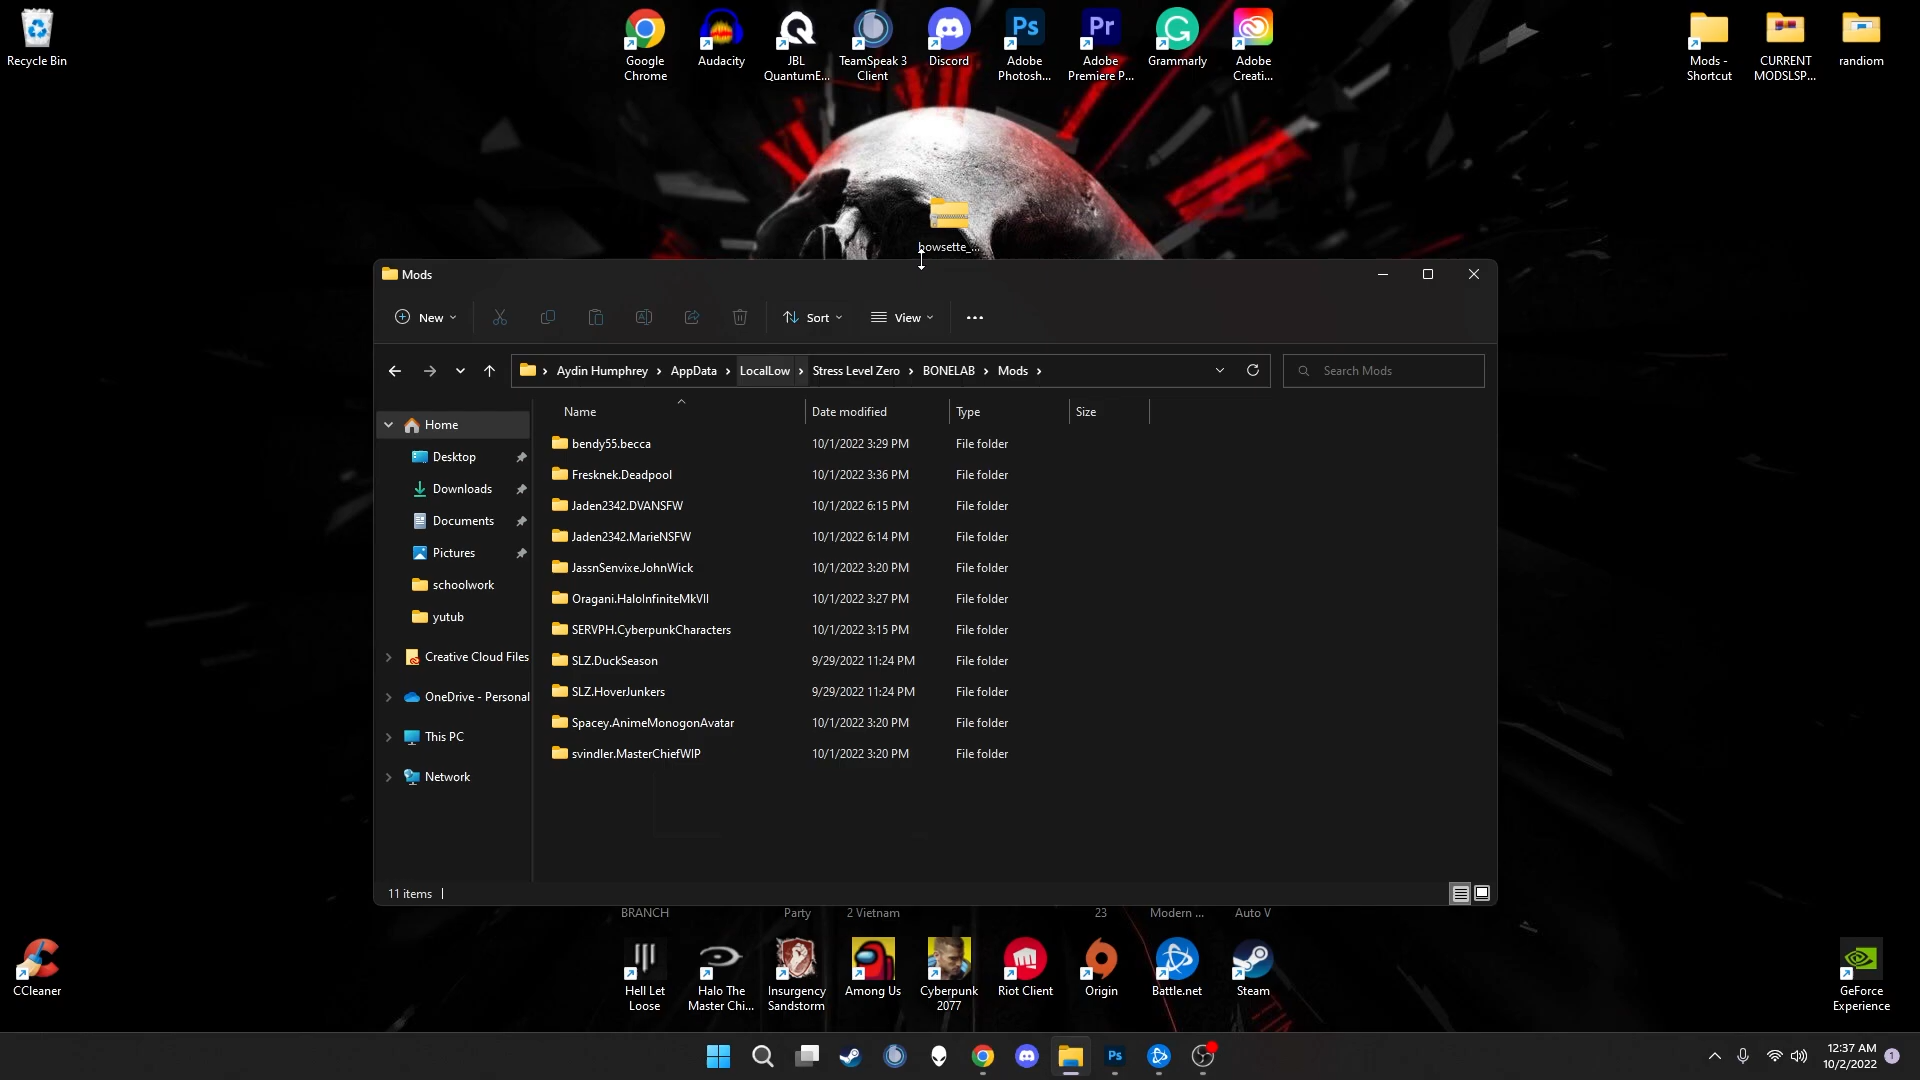 Recycle Bin
Google
Chrome
Audacity
JBL
QuantumE...
TeamSpeak 3
Client
Discord
Adobe
Photosh...
Adobe
Premiere P...
Grammarly
Adobe
Creati...
Mods -
Shortcut
CURRENT
MODSLSP...
randiom
Ps
Pr
bowsette_...
Mods
New
Sort
View
Aydin Humphrey
AppData
LocalLow
Stress Level Zero
BONELAB
Mods
Search Mods
Name
Date modified
Type
Size
Home
Desktop
Downloads
Documents
Pictures
schoolwork
yutub
Creative Cloud Files
OneDrive - Personal
This PC
Network
bendy55.becca 10/1/2022 3:29 PM File folder
Fresknek.Deadpool 10/1/2022 3:36 PM File folder
Jaden2342.DVANSFW 10/1/2022 6:15 PM File folder
Jaden2342.MarieNSFW 10/1/2022 6:14 PM File folder
JassnSenvixe.JohnWick 10/1/2022 3:20 PM File folder
Oragani.HaloInfiniteMkVII 10/1/2022 3:27 PM File folder
SERVPH.CyberpunkCharacters 10/1/2022 3:15 PM File folder
SLZ.DuckSeason 9/29/2022 11:24 PM File folder
SLZ.HoverJunkers 9/29/2022 11:24 PM File folder
Spacey.AnimeMonogonAvatar 10/1/2022 3:20 PM File folder
svindler.MasterChiefWIP 10/1/2022 3:20 PM File folder
11 items
BRANCH
Party
2 Vietnam
23
Modern ...
Auto V
CCleaner
Hell Let
Loose
Halo The
Master Chi...
Insurgency
Sandstorm
Among Us
Cyberpunk
2077
Riot Client
Origin
Battle.net
Steam
GeForce
Experience
Ps
12:37 AM
10/2/2022
1